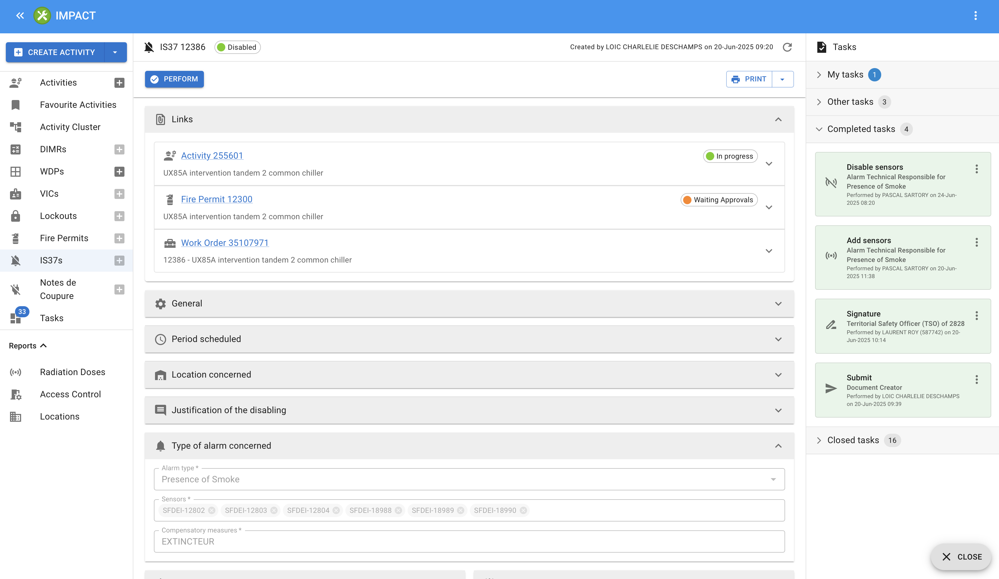 IMPACT
CREATE ACTIVITY
Activities
Favourite Activities
Activity Cluster
DIMRs
WDPs
VICs
Lockouts
Fire Permits
IS37s
Notes de
Coupure
33
Tasks
Reports
Radiation Doses
Access Control
Locations
IS37 12386
Disabled
Created by LOIC CHARLELIE DESCHAMPS on 20-Jun-2025 09:20
PERFORM
PRINT
Links
Activity 255601
In progress
UX85A intervention tandem 2 common chiller
Fire Permit 12300
Waiting Approvals
UX85A intervention tandem 2 common chiller
Work Order 35107971
12386 - UX85A intervention tandem 2 common chiller
General
Period scheduled
Location concerned
Justification of the disabling
Type of alarm concerned
Alarm type *
Presence of Smoke
Sensors *
SFDEI-12802 SFDEI-12803 SFDEI-12804 SFDEI-18988 SFDEI-18989 SFDEI-18990
Compensatory measures *
EXTINCTEUR
Tasks
My tasks 1
Other tasks 3
Completed tasks 4
Disable sensors
Alarm Technical Responsible for
Presence of Smoke
Performed by PASCAL SARTORY on 24-Jun-
2025 08:20
Add sensors
Alarm Technical Responsible for
Presence of Smoke
Performed by PASCAL SARTORY on 20-Jun-
2025 11:38
Signature
Territorial Safety Officer (TSO) of 2828
Performed by LAURENT ROY (587742) on 20-
Jun-2025 10:14
Submit
Document Creator
Performed by LOIC CHARLELIE DESCHAMPS
on 20-Jun-2025 09:39
Closed tasks 16
CLOSE